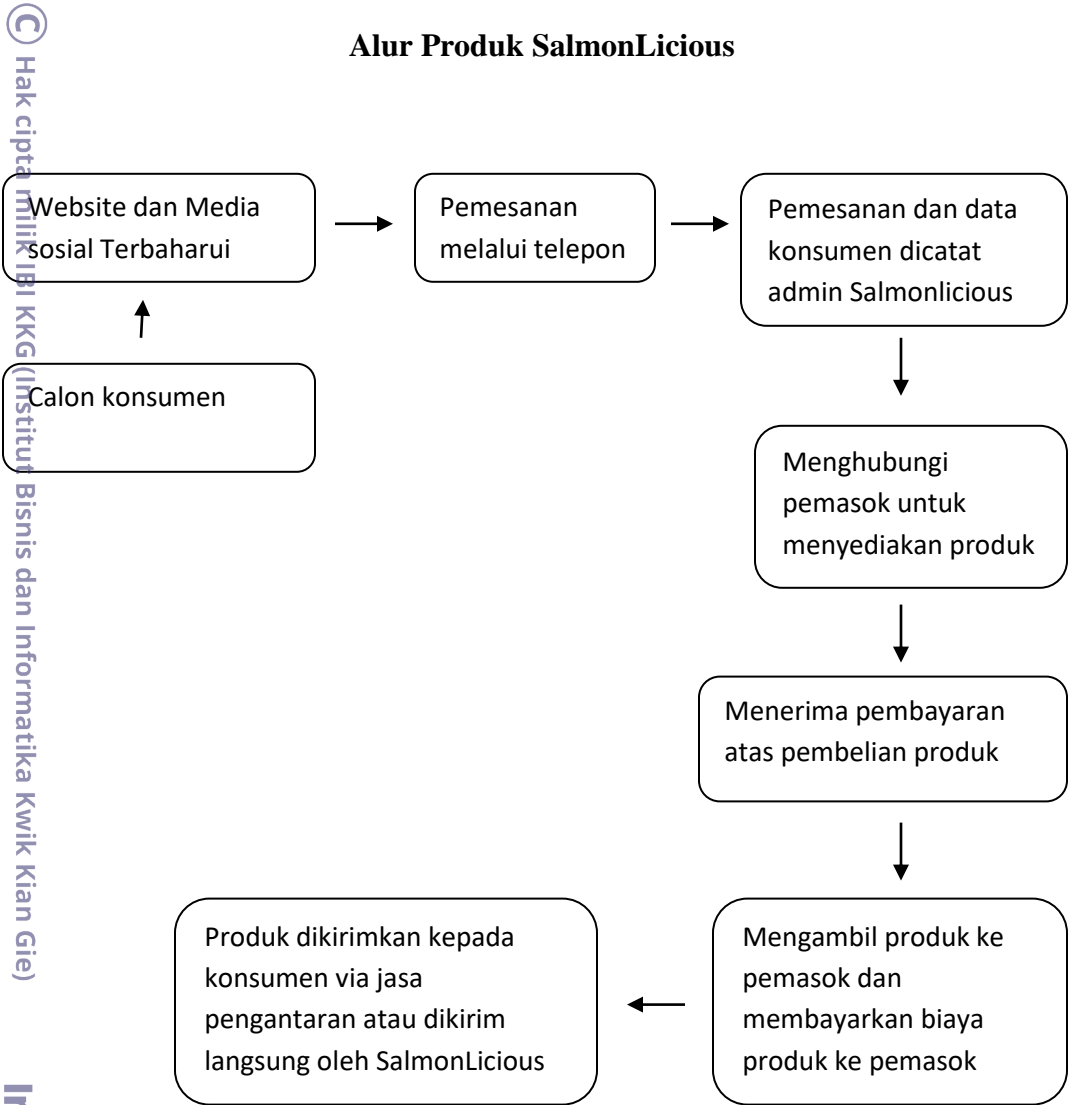 Alur Produk SalmonLicious
Website dan Media
sosial Terbaharui
Pemesanan
melalui telepon
Pemesanan dan data
konsumen dicatat
admin Salmonlicious
Calon konsumen
Menghubungi
pemasok untuk
menyediakan produk
Menerima pembayaran
atas pembelian produk
Mengambil produk ke
pemasok dan
membayarkan biaya
produk ke pemasok
Produk dikirimkan kepada
konsumen via jasa
pengantaran atau dikirim
langsung oleh SalmonLicious
© Hak cipta milik IBI KKG (Institut Bisnis dan Informatika Kwik Kian Gie)